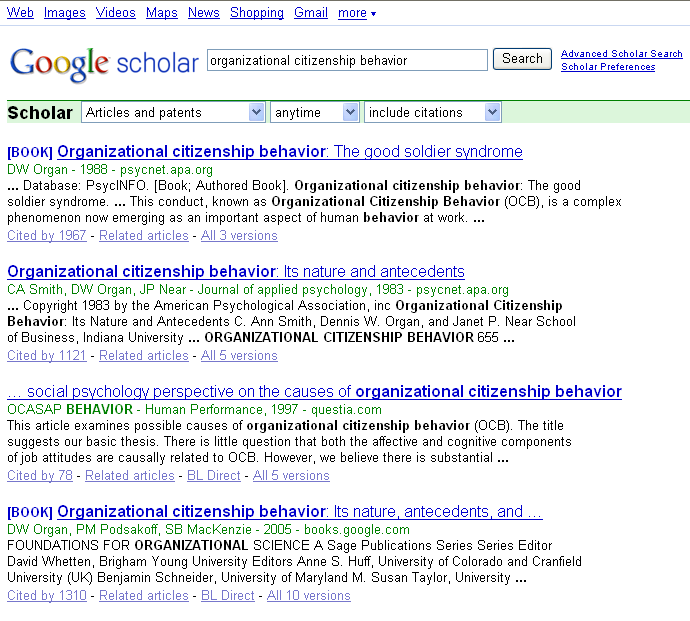 Web Images Videos Maps News Shopping Gmail more ▾
Google scholar organizational citizenship behavior Search Advanced Scholar Search
Scholar Preferences
Scholar Articles and patents anytime include citations
[BOOK] Organizational citizenship behavior: The good soldier syndrome
DW Organ - 1988 - psycnet.apa.org
... Database: PsycINFO. [Book; Authored Book]. Organizational citizenship behavior: The good
soldier syndrome. ... This conduct, known as Organizational Citizenship Behavior (OCB), is a complex
phenomenon now emerging as an important aspect of human behavior at work. ...
Cited by 1967 - Related articles - All 3 versions
Organizational citizenship behavior: Its nature and antecedents
CA Smith, DW Organ, JP Near - Journal of applied psychology, 1983 - psycnet.apa.org
... Copyright 1983 by the American Psychological Association, inc Organizational Citizenship
Behavior: Its Nature and Antecedents C. Ann Smith, Dennis W. Organ, and Janet P. Near School
of Business, Indiana University ... ORGANIZATIONAL CITIZENSHIP BEHAVIOR 655 ...
Cited by 1121 - Related articles - All 5 versions
... social psychology perspective on the causes of organizational citizenship behavior
OCASAP BEHAVIOR - Human Performance, 1997 - questia.com
This article examines possible causes of organizational citizenship behavior (OCB). The title
suggests our basic thesis. There is little question that both the affective and cognitive components
of job attitudes are causally related to OCB. However, we believe there is substantial ...
Cited by 78 - Related articles - BL Direct - All 5 versions
[BOOK] Organizational citizenship behavior: Its nature, antecedents, and ...
DW Organ, PM Podsakoff, SB MacKenzie - 2005 - books.google.com
FOUNDATIONS FOR ORGANIZATIONAL SCIENCE A Sage Publications Series Series Editor
David Whetten, Brigham Young University Editors Anne S. Huff, University of Colorado and Cranfield
University (UK) Benjamin Schneider, University of Maryland M. Susan Taylor, University ...
Cited by 1310 - Related articles - BL Direct - All 10 versions